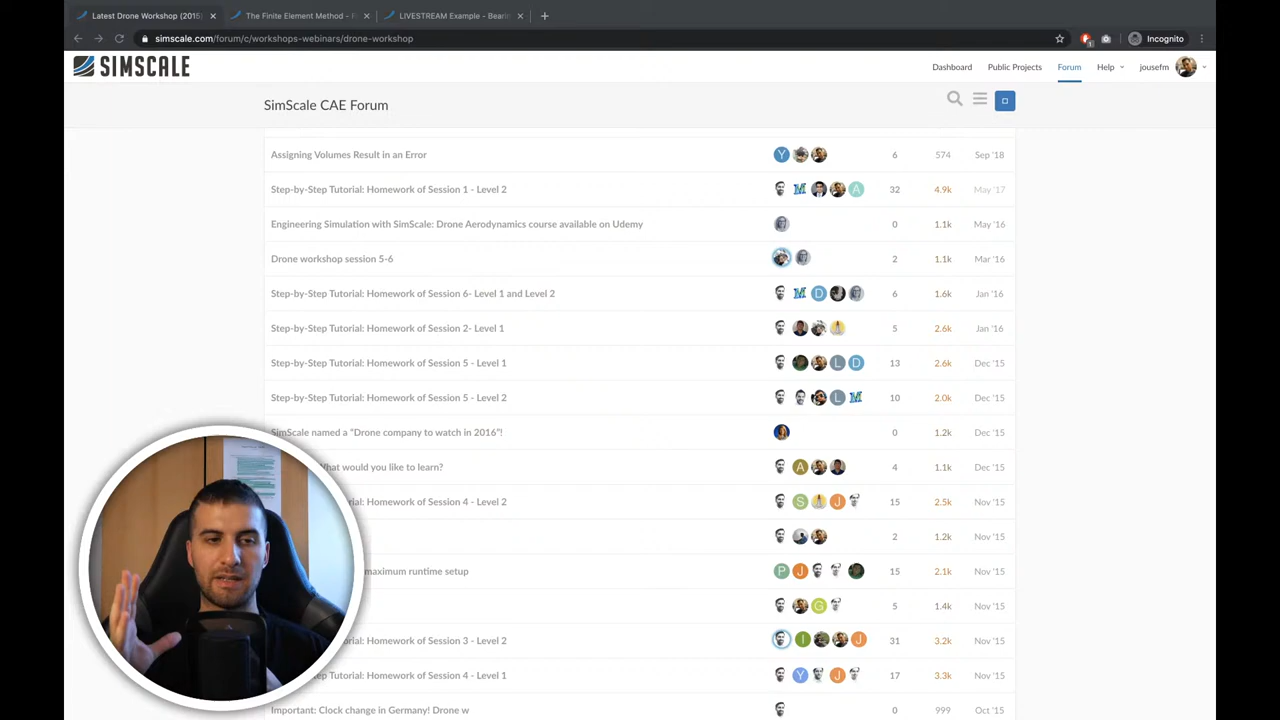 Latest Drone Workshop (2015)
The Finite Element Method - F
LIVESTREAM Example - Bearin
simscale.com/forum/c/workshops-webinars/drone-workshop
Incognito
SIMSCALE
Dashboard Public Projects Forum Help jousefm
SimScale CAE Forum
Assigning Volumes Result in an Error Y 6 574 Sep '18
Step-by-Step Tutorial: Homework of Session 1 - Level 2 A 32 4.9k May '17
Engineering Simulation with SimScale: Drone Aerodynamics course available on Udemy 0 1.1k May '16
Drone workshop session 5-6 2 1.1k Mar '16
Step-by-Step Tutorial: Homework of Session 6- Level 1 and Level 2 D 6 1.6k Jan '16
Step-by-Step Tutorial: Homework of Session 2- Level 1 5 2.6k Jan '16
Step-by-Step Tutorial: Homework of Session 5 - Level 1 L D 13 2.6k Dec '15
Step-by-Step Tutorial: Homework of Session 5 - Level 2 L 10 2.0k Dec '15
SimScale named a "Drone company to watch in 2016"! 0 1.2k Dec '15
What would you like to learn? A 4 1.1k Dec '15
Homework of Session 4 - Level 2 S J 15 2.5k Nov '15
2 1.2k Nov '15
maximum runtime setup P J 15 2.1k Nov '15
G 5 1.4k Nov '15
Homework of Session 3 - Level 2 I J 31 3.2k Nov '15
Homework of Session 4 - Level 1 Y J 17 3.3k Nov '15
Important: Clock change in Germany! Drone w 0 999 Oct '15